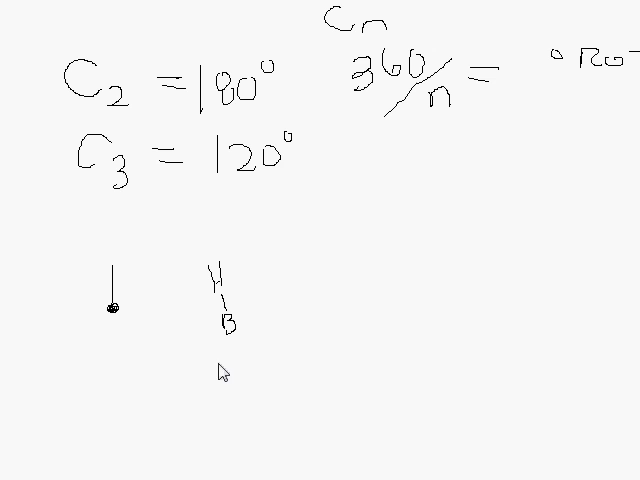 Cn
360/n = ° Rot
C2 = 180°
C3 = 120°
H
B